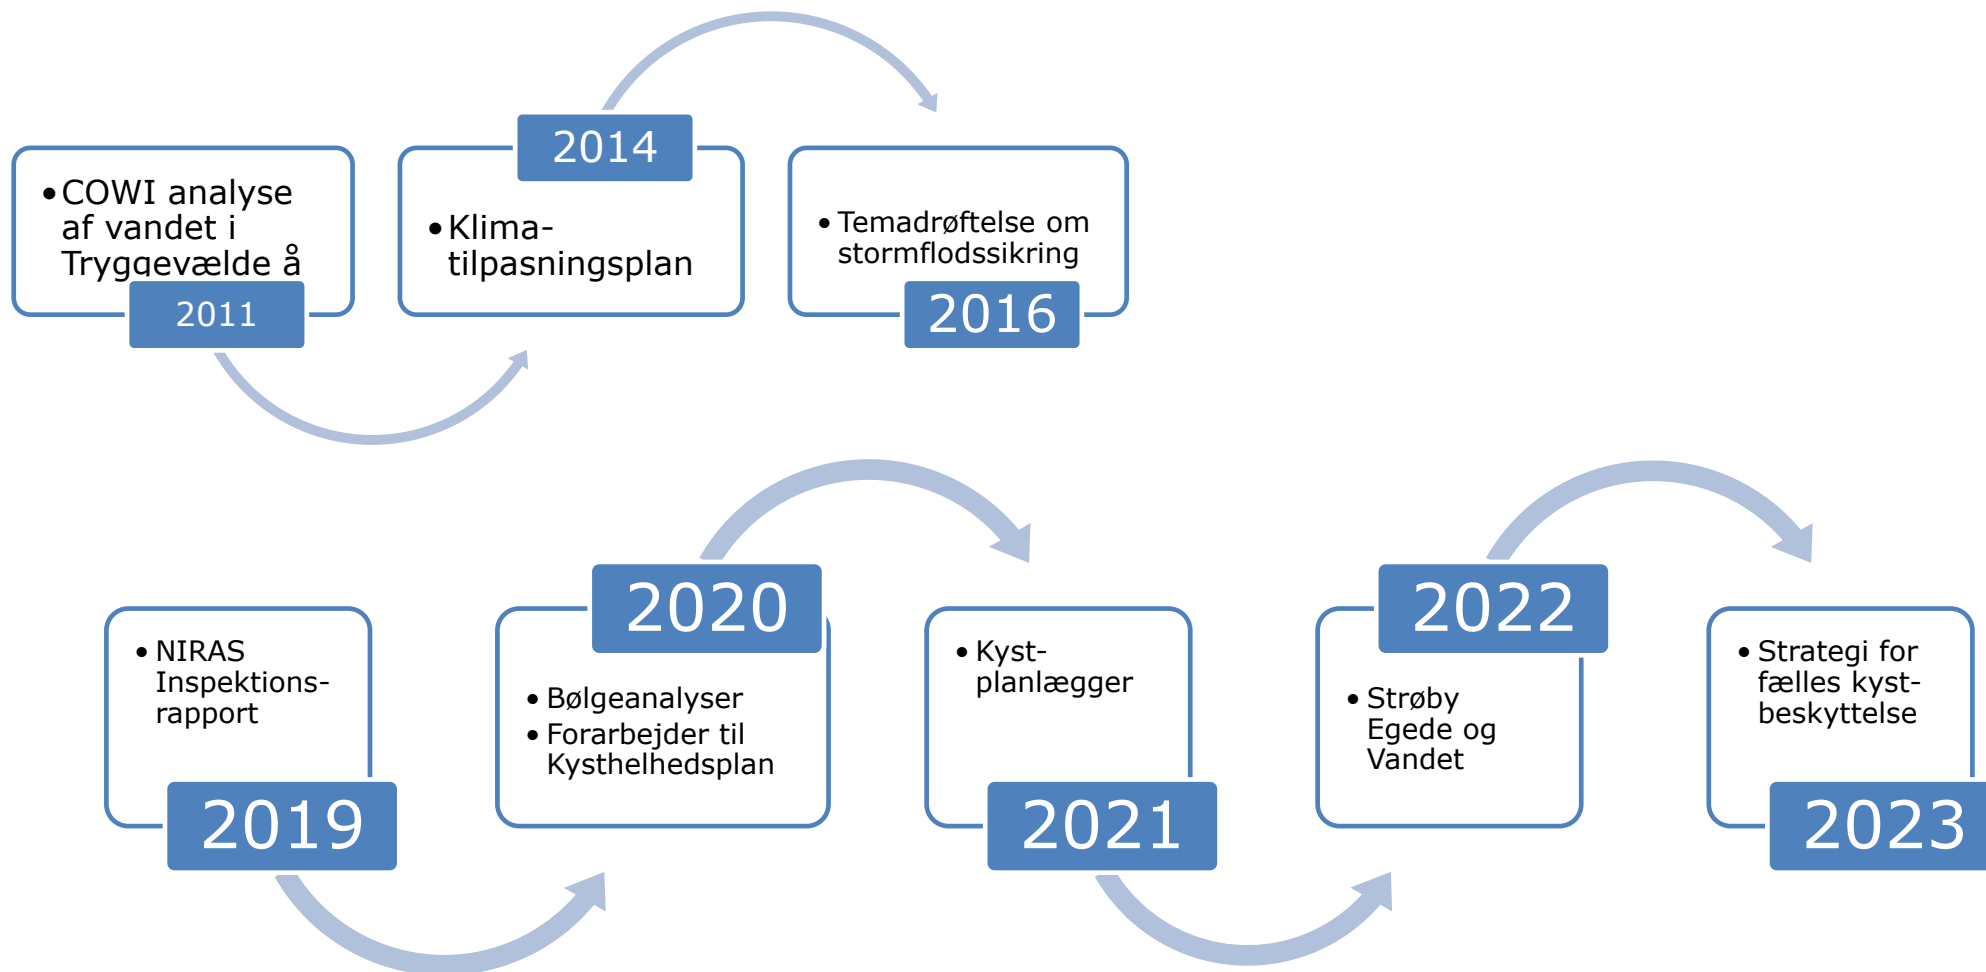 • COWI analyse
af vandet i
Tryggevælde å
2011
2014
• Klima-
tilpasningsplan
• Temadrøftelse om
stormflodssikring
2016
• NIRAS
Inspektions-
rapport
2019
2020
• Bølgeanalyser
• Forarbejder til
Kysthelhedsplan
• Kyst-
planlægger
2021
2022
• Strøby
Egede og
Vandet
• Strategi for
fælles kyst-
beskyttelse
2023